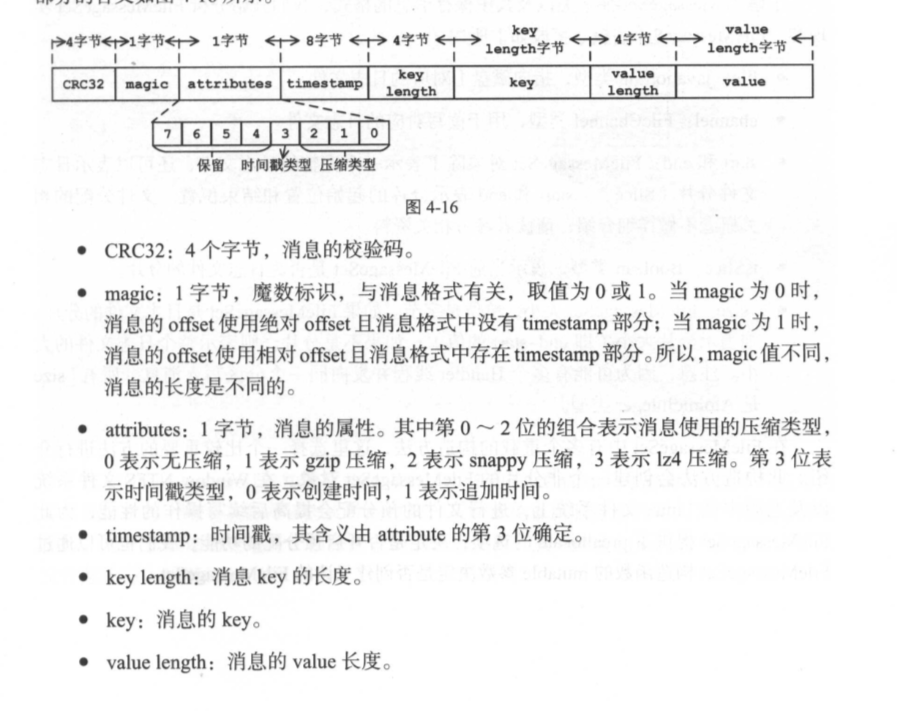 4字节 1字节 1字节 8字节 4字节 key length字节 4字节 value length字节
CRC32 magic attributes timestamp key length key value length value
7 6 5 4 3 2 1 0
保留 时间戳类型 压缩类型
图 4-16
● CRC32：4 个字节，消息的校验码。
● magic：1 字节，魔数标识，与消息格式有关，取值为 0 或 1。当 magic 为 0 时，
消息的 offset 使用绝对 offset 且消息格式中没有 timestamp 部分；当 magic 为 1 时，
消息的 offset 使用相对 offset 且消息格式中存在 timestamp 部分。所以，magic 值不同，
消息的长度是不同的。
● attributes：1 字节，消息的属性。其中第 0～2 位的组合表示消息使用的压缩类型，
0 表示无压缩，1 表示 gzip 压缩，2 表示 snappy 压缩，3 表示 lz4 压缩。第 3 位表
示时间戳类型，0 表示创建时间，1 表示追加时间。
● timestamp：时间戳，其含义由 attribute 的第 3 位确定。
● key length：消息 key 的长度。
● key：消息的 key。
● value length：消息的 value 长度。